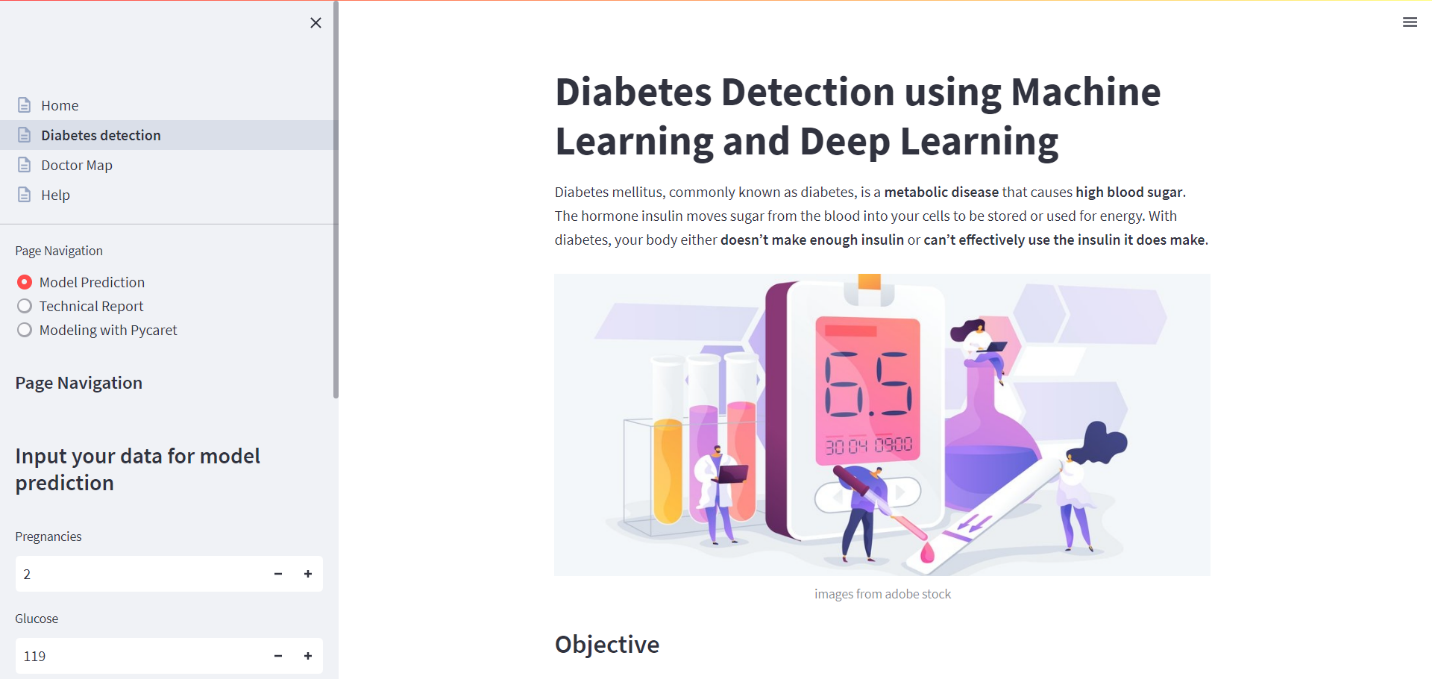 Home
Diabetes detection
Doctor Map
Help
Page Navigation
Model Prediction
Technical Report
Modeling with Pycaret
Page Navigation
Input your data for model
prediction
Pregnancies
2
Glucose
119
Diabetes Detection using Machine
Learning and Deep Learning
Diabetes mellitus, commonly known as diabetes, is a metabolic disease that causes high blood sugar.
The hormone insulin moves sugar from the blood into your cells to be stored or used for energy. With
diabetes, your body either doesn’t make enough insulin or can’t effectively use the insulin it does make.
6.5
30 04 0900
images from adobe stock
Objective